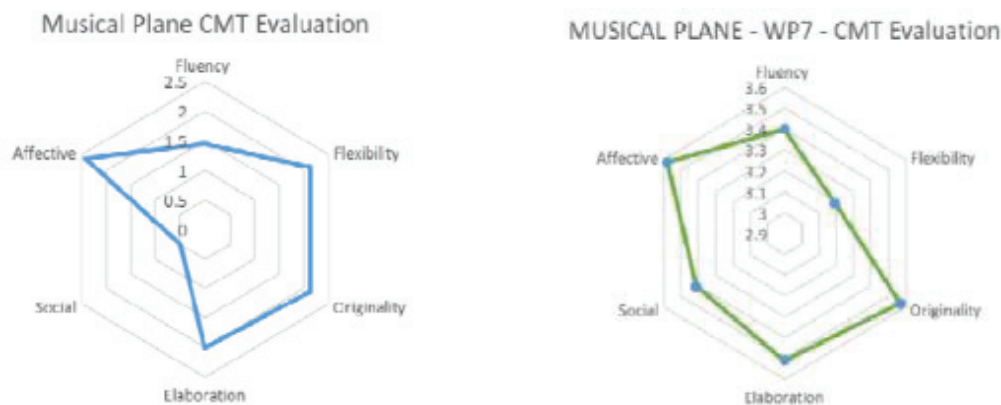 Musical Plane CMT Evaluation
Fluency
2.5
2
1.5
1
0.5
0
Affective
Flexibility
Social
Originality
Elaboration
MUSICAL PLANE - WP7 - CMT Evaluation
Fluency
3.6
3.5
3.4
3.3
3.2
3.1
3
2.9
Affective
Flexibility
Social
Originality
Elaboration